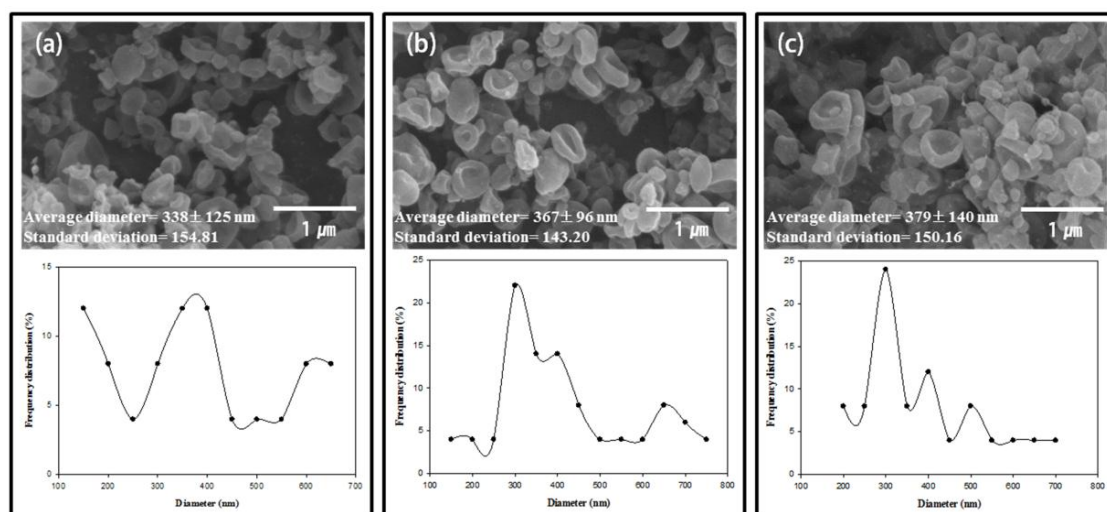 (a)
Average diameter= 338± 125 nm
Standard deviation= 154.81
1 ㎛
15
10
5
0
100 200 300 400 500 600 700
Frequency distribution (%)
Diameter (nm)
(b)
Average diameter= 367± 96 nm
Standard deviation= 143.20
1 ㎛
25
20
15
10
5
0
100 200 300 400 500 600 700 800
Frequency distribution (%)
Diameter (nm)
(c)
Average diameter= 379± 140 nm
Standard deviation= 150.16
1 ㎛
25
20
15
10
5
0
100 200 300 400 500 600 700 800
Frequency distribution (%)
Diameter (nm)